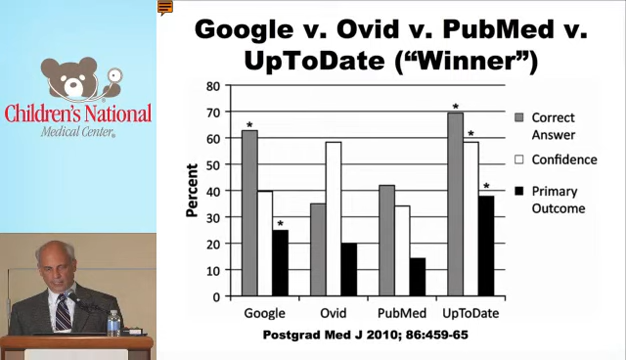 Google v. Ovid v. PubMed v.
UpToDate (“Winner”)
Children's National
Medical Center®
80
70
60
50
40
30
20
10
0
Percent
*
*
*
*
*
Correct
Answer
Confidence
Primary
Outcome
Google
Ovid
PubMed
UpToDate
Postgrad Med J 2010; 86:459-65